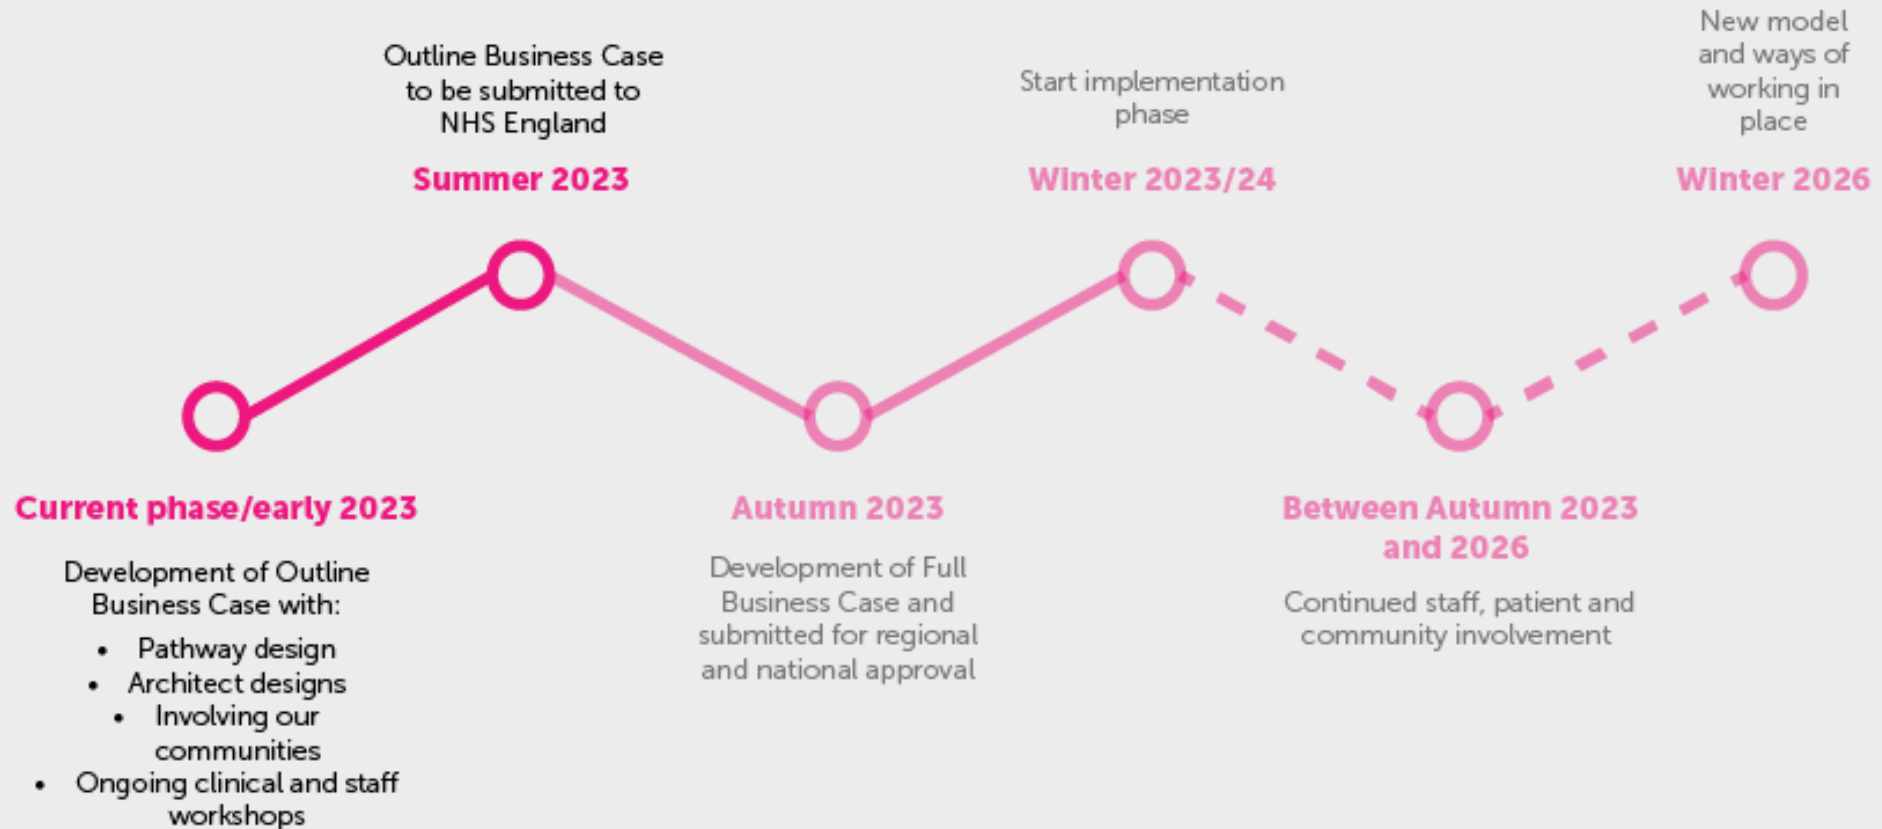 Current phase/early 2023
Development of Outline
Business Case with:
• Pathway design
• Architect designs
• Involving our
communities
• Ongoing clinical and staff
workshops
Outline Business Case
to be submitted to
NHS England
Summer 2023
Autumn 2023
Development of Full
Business Case and
submitted for regional
and national approval
Start implementation
phase
Winter 2023/24
Between Autumn 2023
and 2026
Continued staff, patient and
community involvement
New model
and ways of
working in
place
Winter 2026